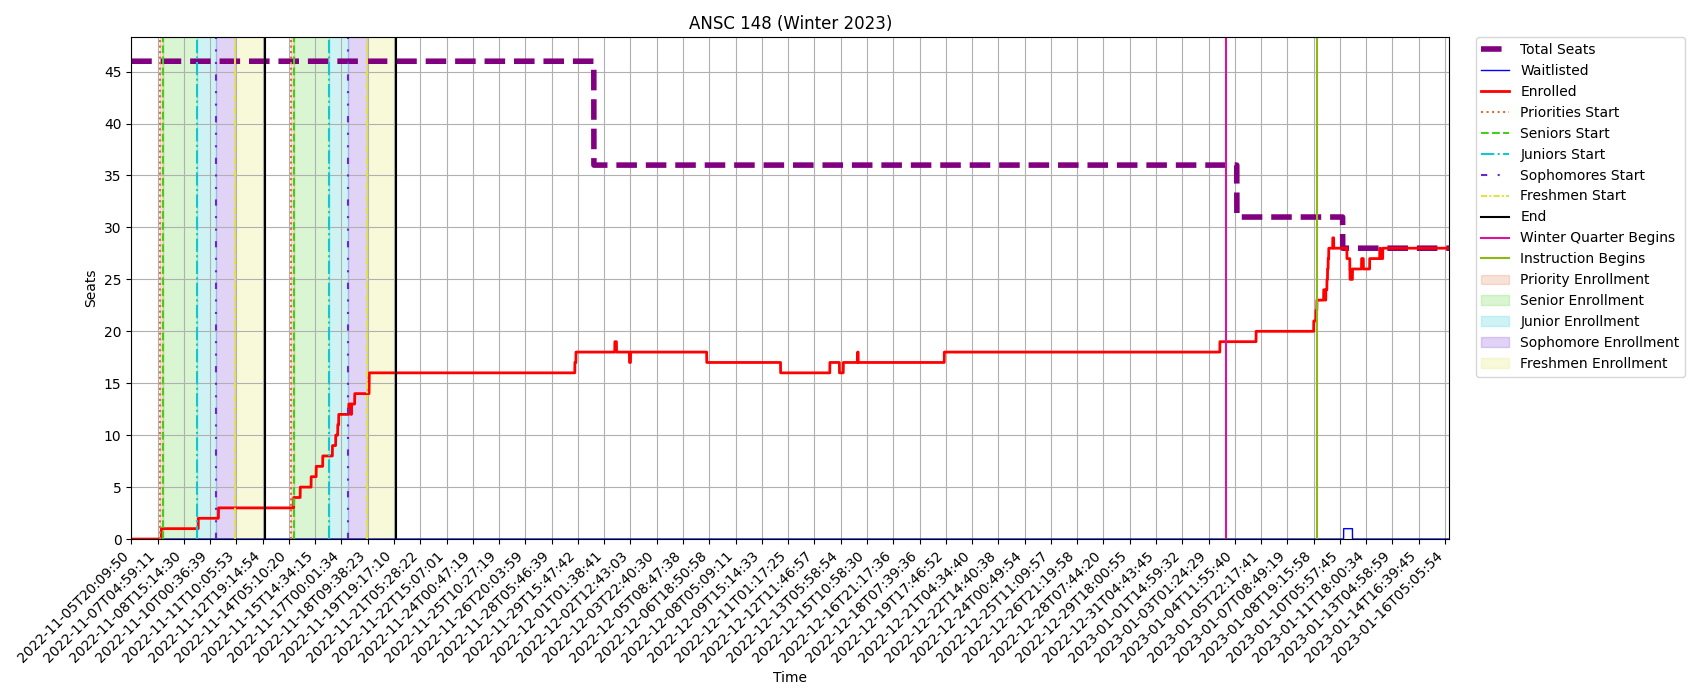 ANSC 148 (Winter 2023)
Seats
45
40
35
30
25
20
15
10
5
0
2022-11-05T20:09:50
2022-11-07T04:59:11
2022-11-08T15:14:30
2022-11-10T00:36:39
2022-11-11T10:05:53
2022-11-12T19:14:54
2022-11-14T05:10:20
2022-11-15T14:34:15
2022-11-17T00:01:34
2022-11-18T09:38:23
2022-11-19T19:17:10
2022-11-21T05:28:22
2022-11-22T15:07:01
2022-11-24T00:47:19
2022-11-25T10:27:19
2022-11-26T20:03:59
2022-11-28T05:46:39
2022-11-29T15:47:42
2022-12-01T01:38:41
2022-12-02T12:43:03
2022-12-03T22:40:30
2022-12-05T08:47:38
2022-12-06T18:50:58
2022-12-08T05:09:11
2022-12-09T15:14:33
2022-12-11T01:17:25
2022-12-12T11:46:57
2022-12-13T05:58:54
2022-12-15T10:58:30
2022-12-16T21:17:36
2022-12-18T07:39:36
2022-12-19T17:46:52
2022-12-21T04:34:40
2022-12-22T14:40:38
2022-12-24T00:49:54
2022-12-25T11:09:57
2022-12-26T21:19:58
2022-12-28T07:44:20
2022-12-29T18:00:55
2022-12-31T04:43:45
2023-01-01T14:59:32
2023-01-03T01:24:29
2023-01-04T11:55:40
2023-01-05T22:17:41
2023-01-07T08:49:19
2023-01-08T19:15:58
2023-01-10T05:57:45
2023-01-11T18:00:34
2023-01-13T04:58:59
2023-01-14T16:39:45
2023-01-16T05:05:54
Time
Total Seats
Waitlisted
Enrolled
Priorities Start
Seniors Start
Juniors Start
Sophomores Start
Freshmen Start
End
Winter Quarter Begins
Instruction Begins
Priority Enrollment
Senior Enrollment
Junior Enrollment
Sophomore Enrollment
Freshmen Enrollment